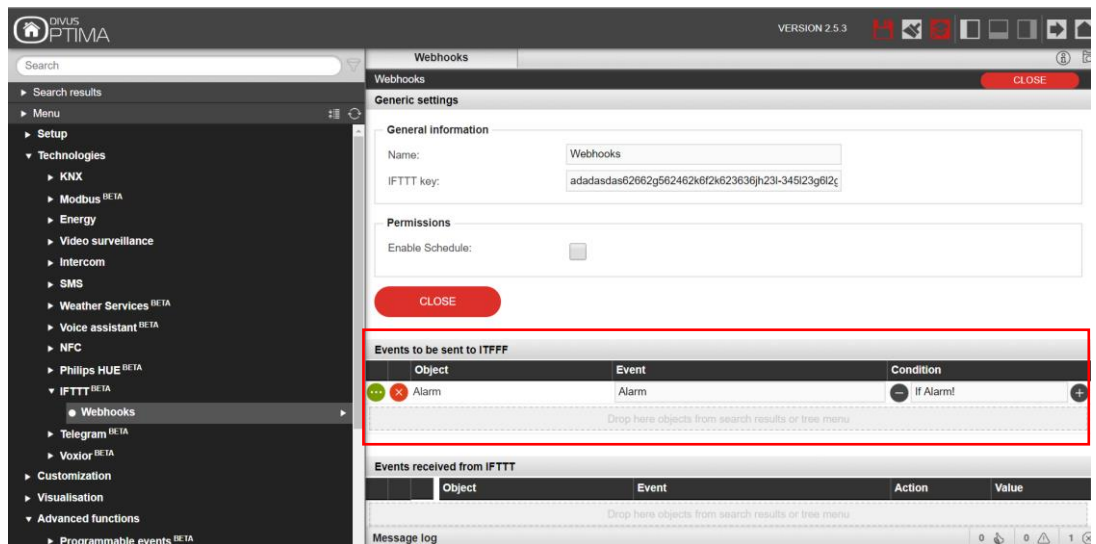 DIVUS
OPTIMA
VERSION 2.5.3
Search
Search results
Menu
Setup
Technologies
KNX
Modbus BETA
Energy
Video surveillance
Intercom
SMS
Weather Services BETA
Voice assistant BETA
NFC
Philips HUE BETA
IFTTT BETA
Webhooks
Telegram BETA
Voxior BETA
Customization
Visualisation
Advanced functions
Programmable events BETA
Webhooks
Webhooks CLOSE
Generic settings
General information
Name: Webhooks
IFTTT key: adadasdas62662g562462k6f2k623636jh23l-345l23g6l2g
Permissions
Enable Schedule:
CLOSE
Events to be sent to ITFFF
Object Event Condition
Alarm Alarm If Alarm!
Drop here objects from search results or tree menu
Events received from IFTTT
Object Event Action Value
Drop here objects from search results or tree menu
Message log 0 0 1